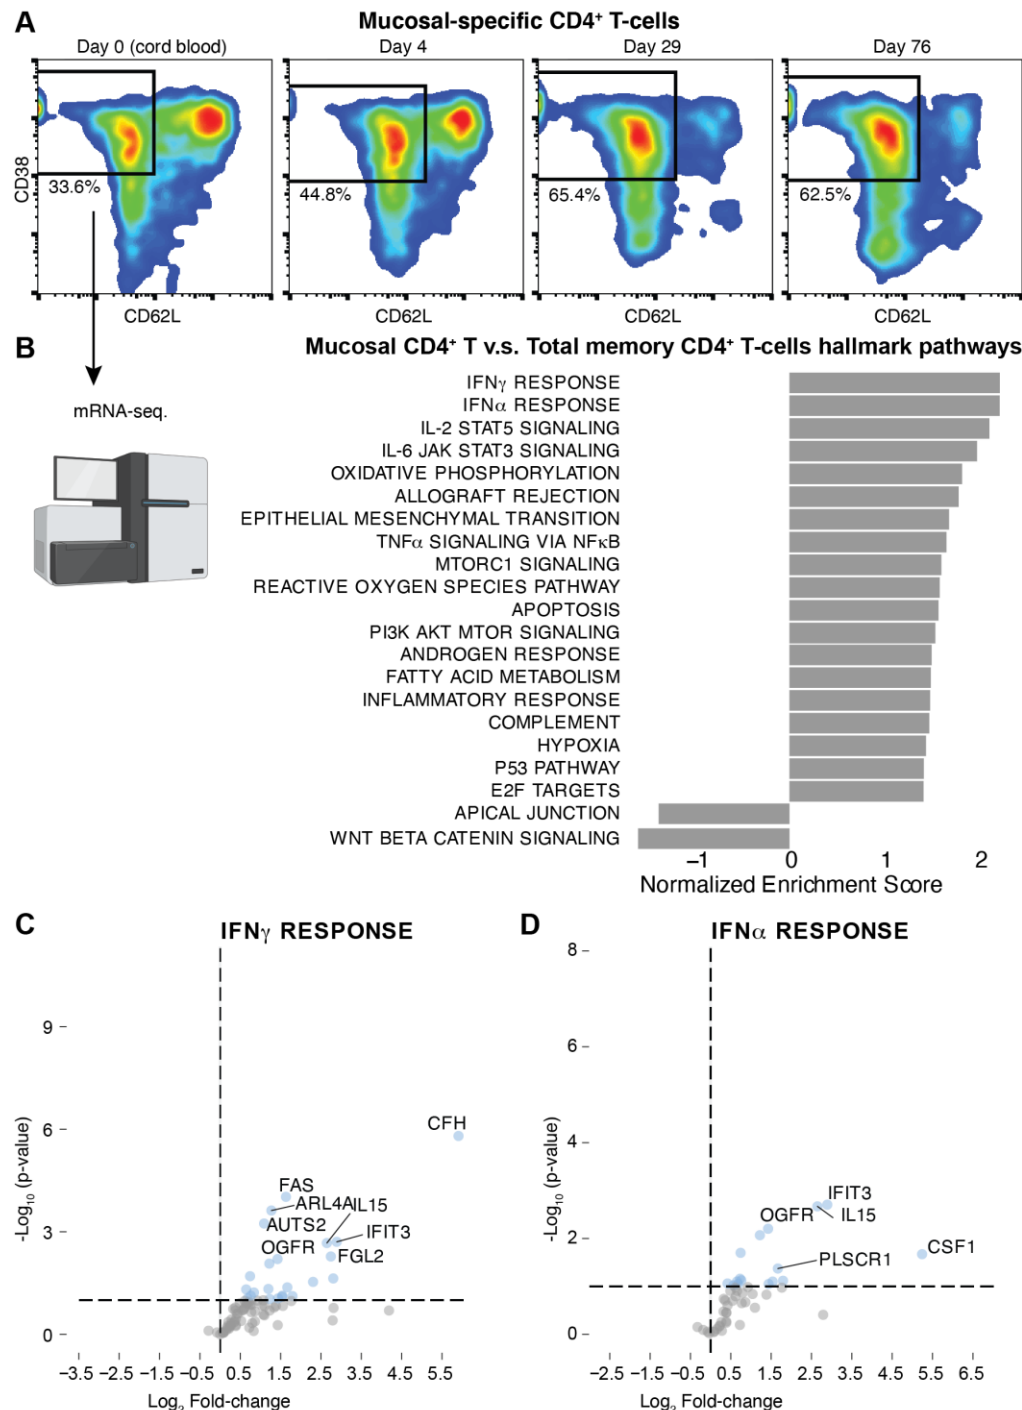 A
Mucosal-specific CD4⁺ T-cells
Day 0 (cord blood)
Day 4
Day 29
Day 76
CD38
33.6%
44.8%
65.4%
62.5%
CD62L
CD62L
CD62L
CD62L
B
Mucosal CD4⁺ T v.s. Total memory CD4⁺ T-cells hallmark pathways
mRNA-seq.
IFNγ RESPONSE
IFNα RESPONSE
IL-2 STAT5 SIGNALING
IL-6 JAK STAT3 SIGNALING
OXIDATIVE PHOSPHORYLATION
ALLOGRAFT REJECTION
EPITHELIAL MESENCHYMAL TRANSITION
TNFα SIGNALING VIA NFκB
MTORC1 SIGNALING
REACTIVE OXYGEN SPECIES PATHWAY
APOPTOSIS
PI3K AKT MTOR SIGNALING
ANDROGEN RESPONSE
FATTY ACID METABOLISM
INFLAMMATORY RESPONSE
COMPLEMENT
HYPOXIA
P53 PATHWAY
E2F TARGETS
APICAL JUNCTION
WNT BETA CATENIN SIGNALING
−1 0 1 2
Normalized Enrichment Score
C
IFNγ RESPONSE
9
6
3
0
-Log₁₀ (p-value)
CFH
FAS
ARL4A
IL15
AUTS2
IFIT3
OGFR
FGL2
−3.5 −2.5 −1.5 −0.5 0.5 1.5 2.5 3.5 4.5 5.5
Log₂ Fold-change
D
IFNα RESPONSE
8
6
4
2
0
-Log₁₀ (p-value)
IFIT3
OGFR
IL15
CSF1
PLSCR1
−2.5 −1.5 −0.5 0.5 1.5 2.5 3.5 4.5 5.5 6.5
Log₂ Fold-change